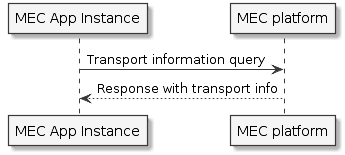 MEC App Instance MEC platform
Transport information query
Response with transport info
MEC App Instance MEC platform